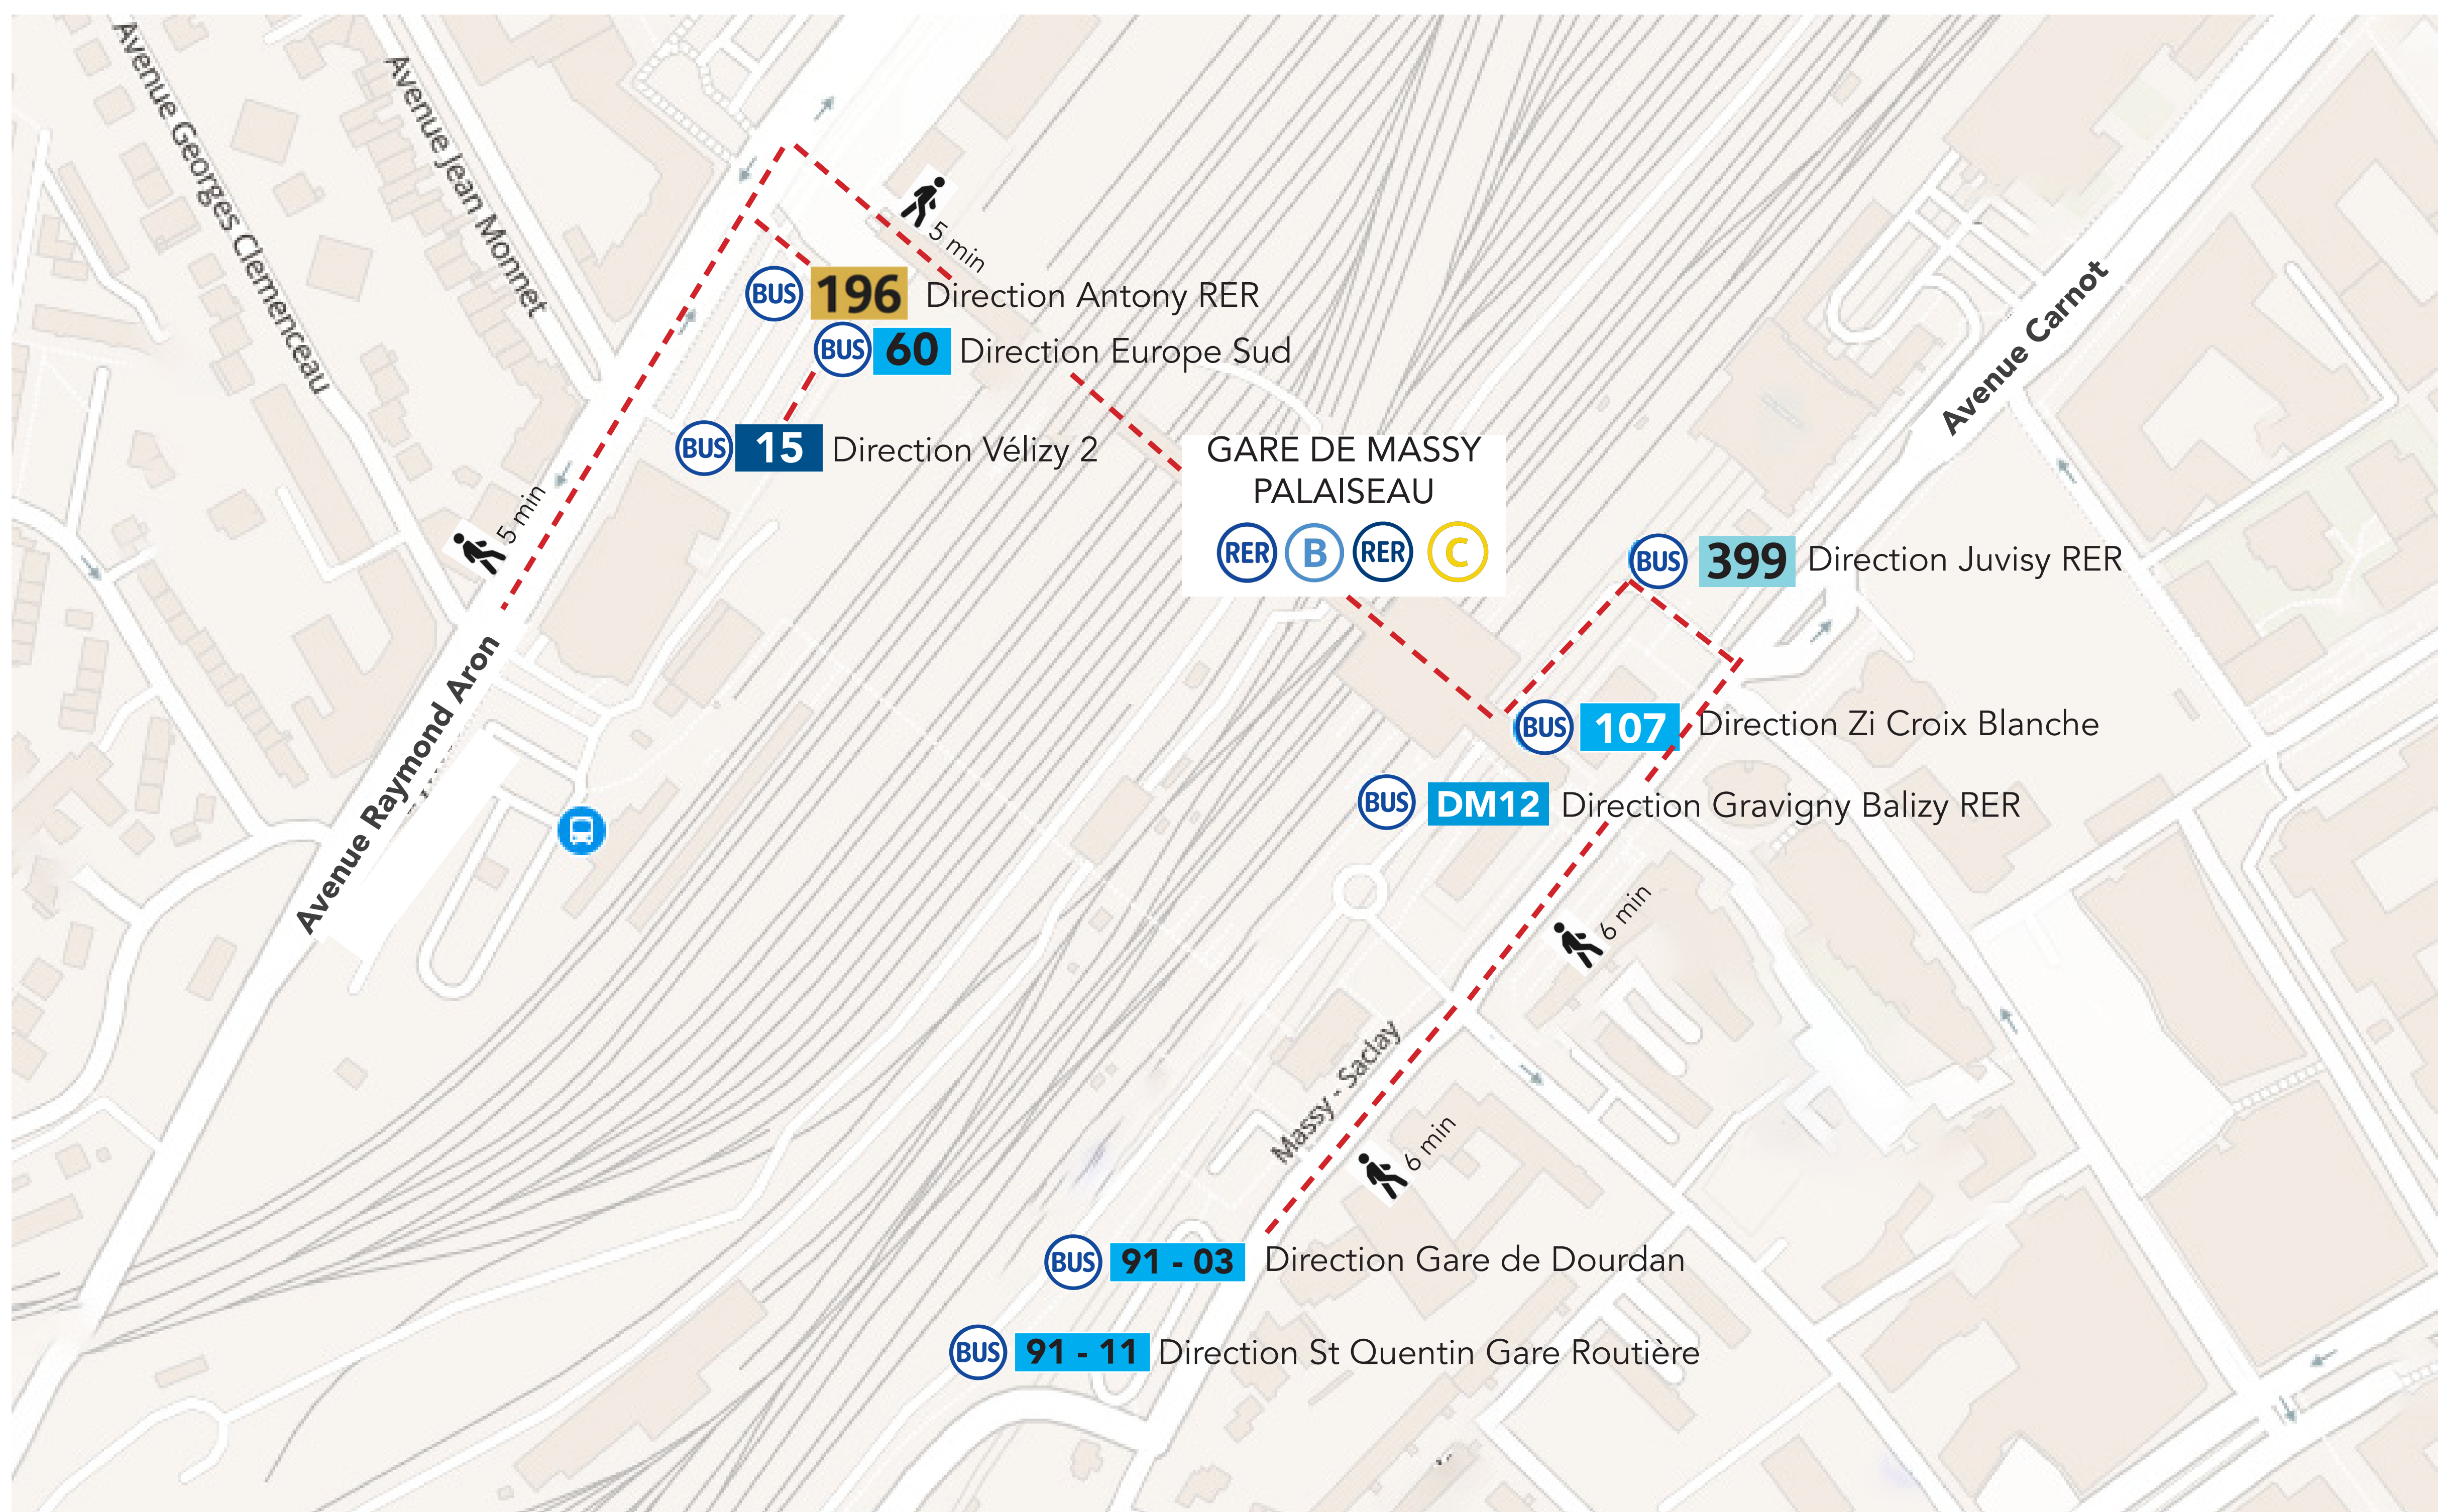 Avenue Georges Clemenceau
Avenue Jean Monnet
5 min
BUS 196 Direction Antony RER
BUS 60 Direction Europe Sud
BUS 15 Direction Vélizy 2
Avenue Carnot
GARE DE MASSY
PALAISEAU
RER B RER C
5 min
BUS 399 Direction Juvisy RER
Avenue Raymond Aron
BUS 107 Direction Zi Croix Blanche
BUS DM12 Direction Gravigny Balizy RER
6 min
Massy - Saclay
6 min
BUS 91 - 03 Direction Gare de Dourdan
BUS 91 - 11 Direction St Quentin Gare Routière